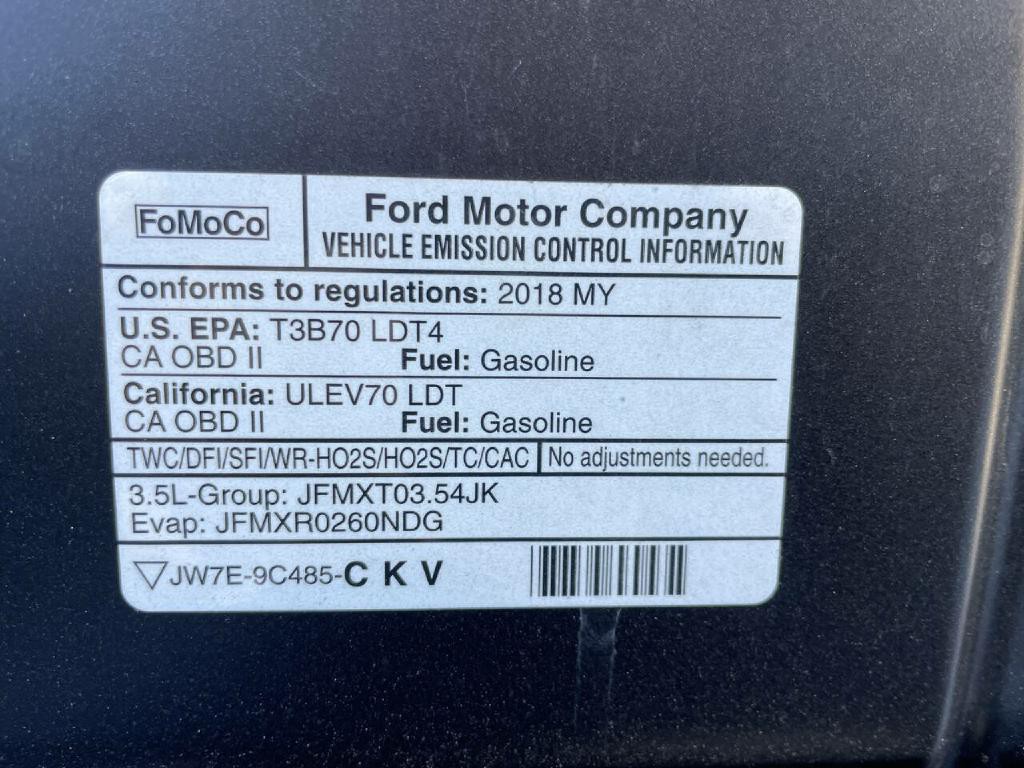 FoMoCo
Ford Motor Company
VEHICLE EMISSION CONTROL INFORMATION
Conforms to regulations: 2018 MY
U.S. EPA: T3B70 LDT4
CA OBD II Fuel: Gasoline
California: ULEV70 LDT
CA OBD II Fuel: Gasoline
TWC/DFI/SFI/WR-HO2S/HO2S/TC/CAC No adjustments needed.
3.5L-Group: JFMXT03.54JK
Evap: JFMXR0260NDG
JW7E-9C485-C K V